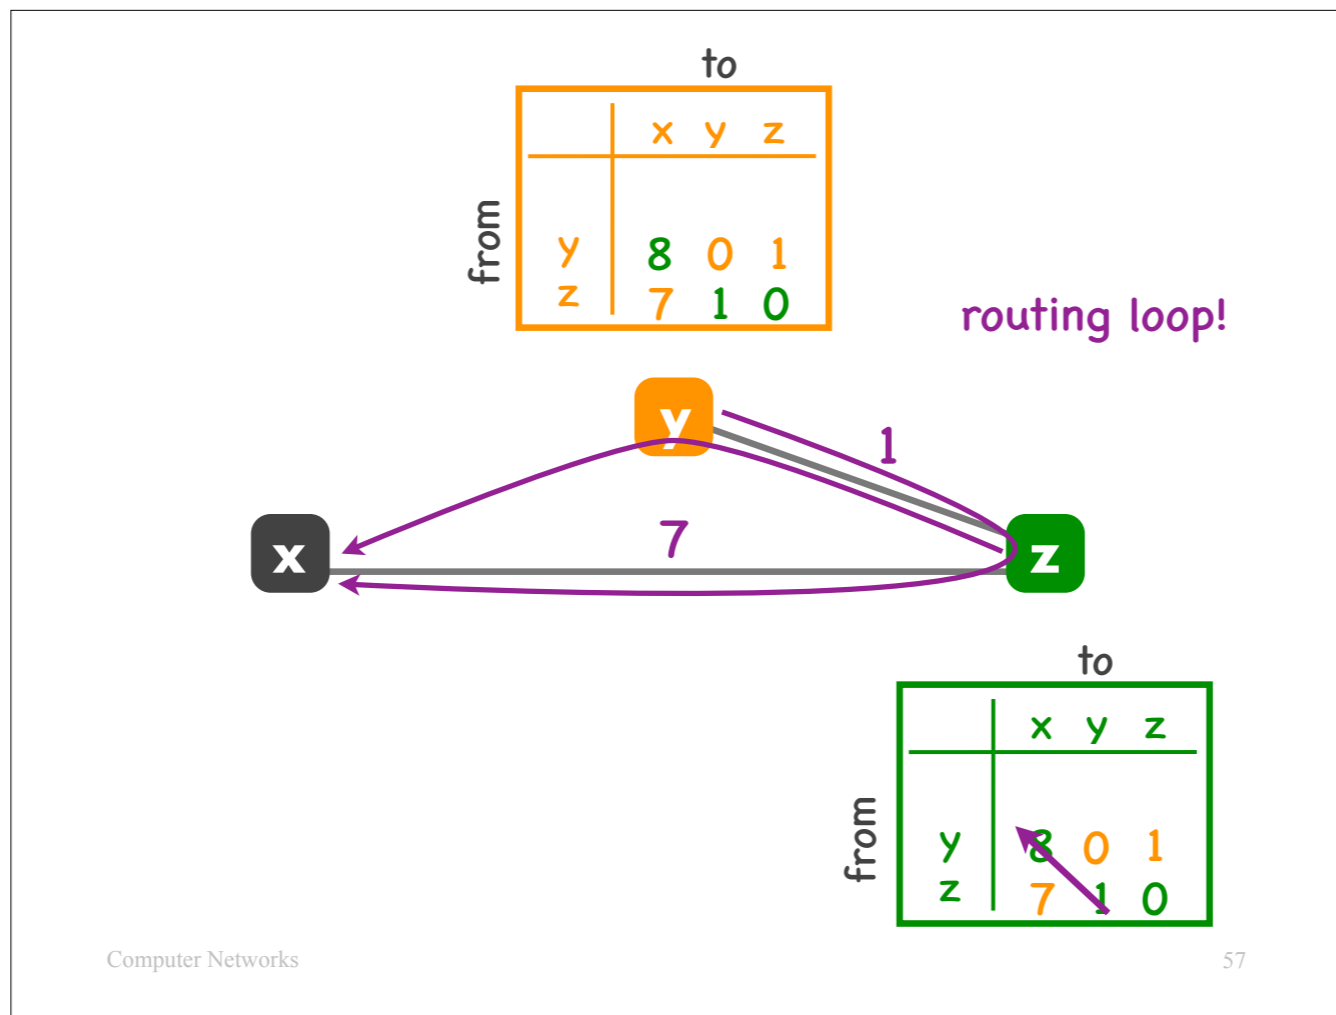 to
x y z
from
y 8 0 1
z 7 1 0
routing loop!
y
1
7
x
z
to
x y z
from
y 8 0 1
z 7 1 0
Computer Networks
57